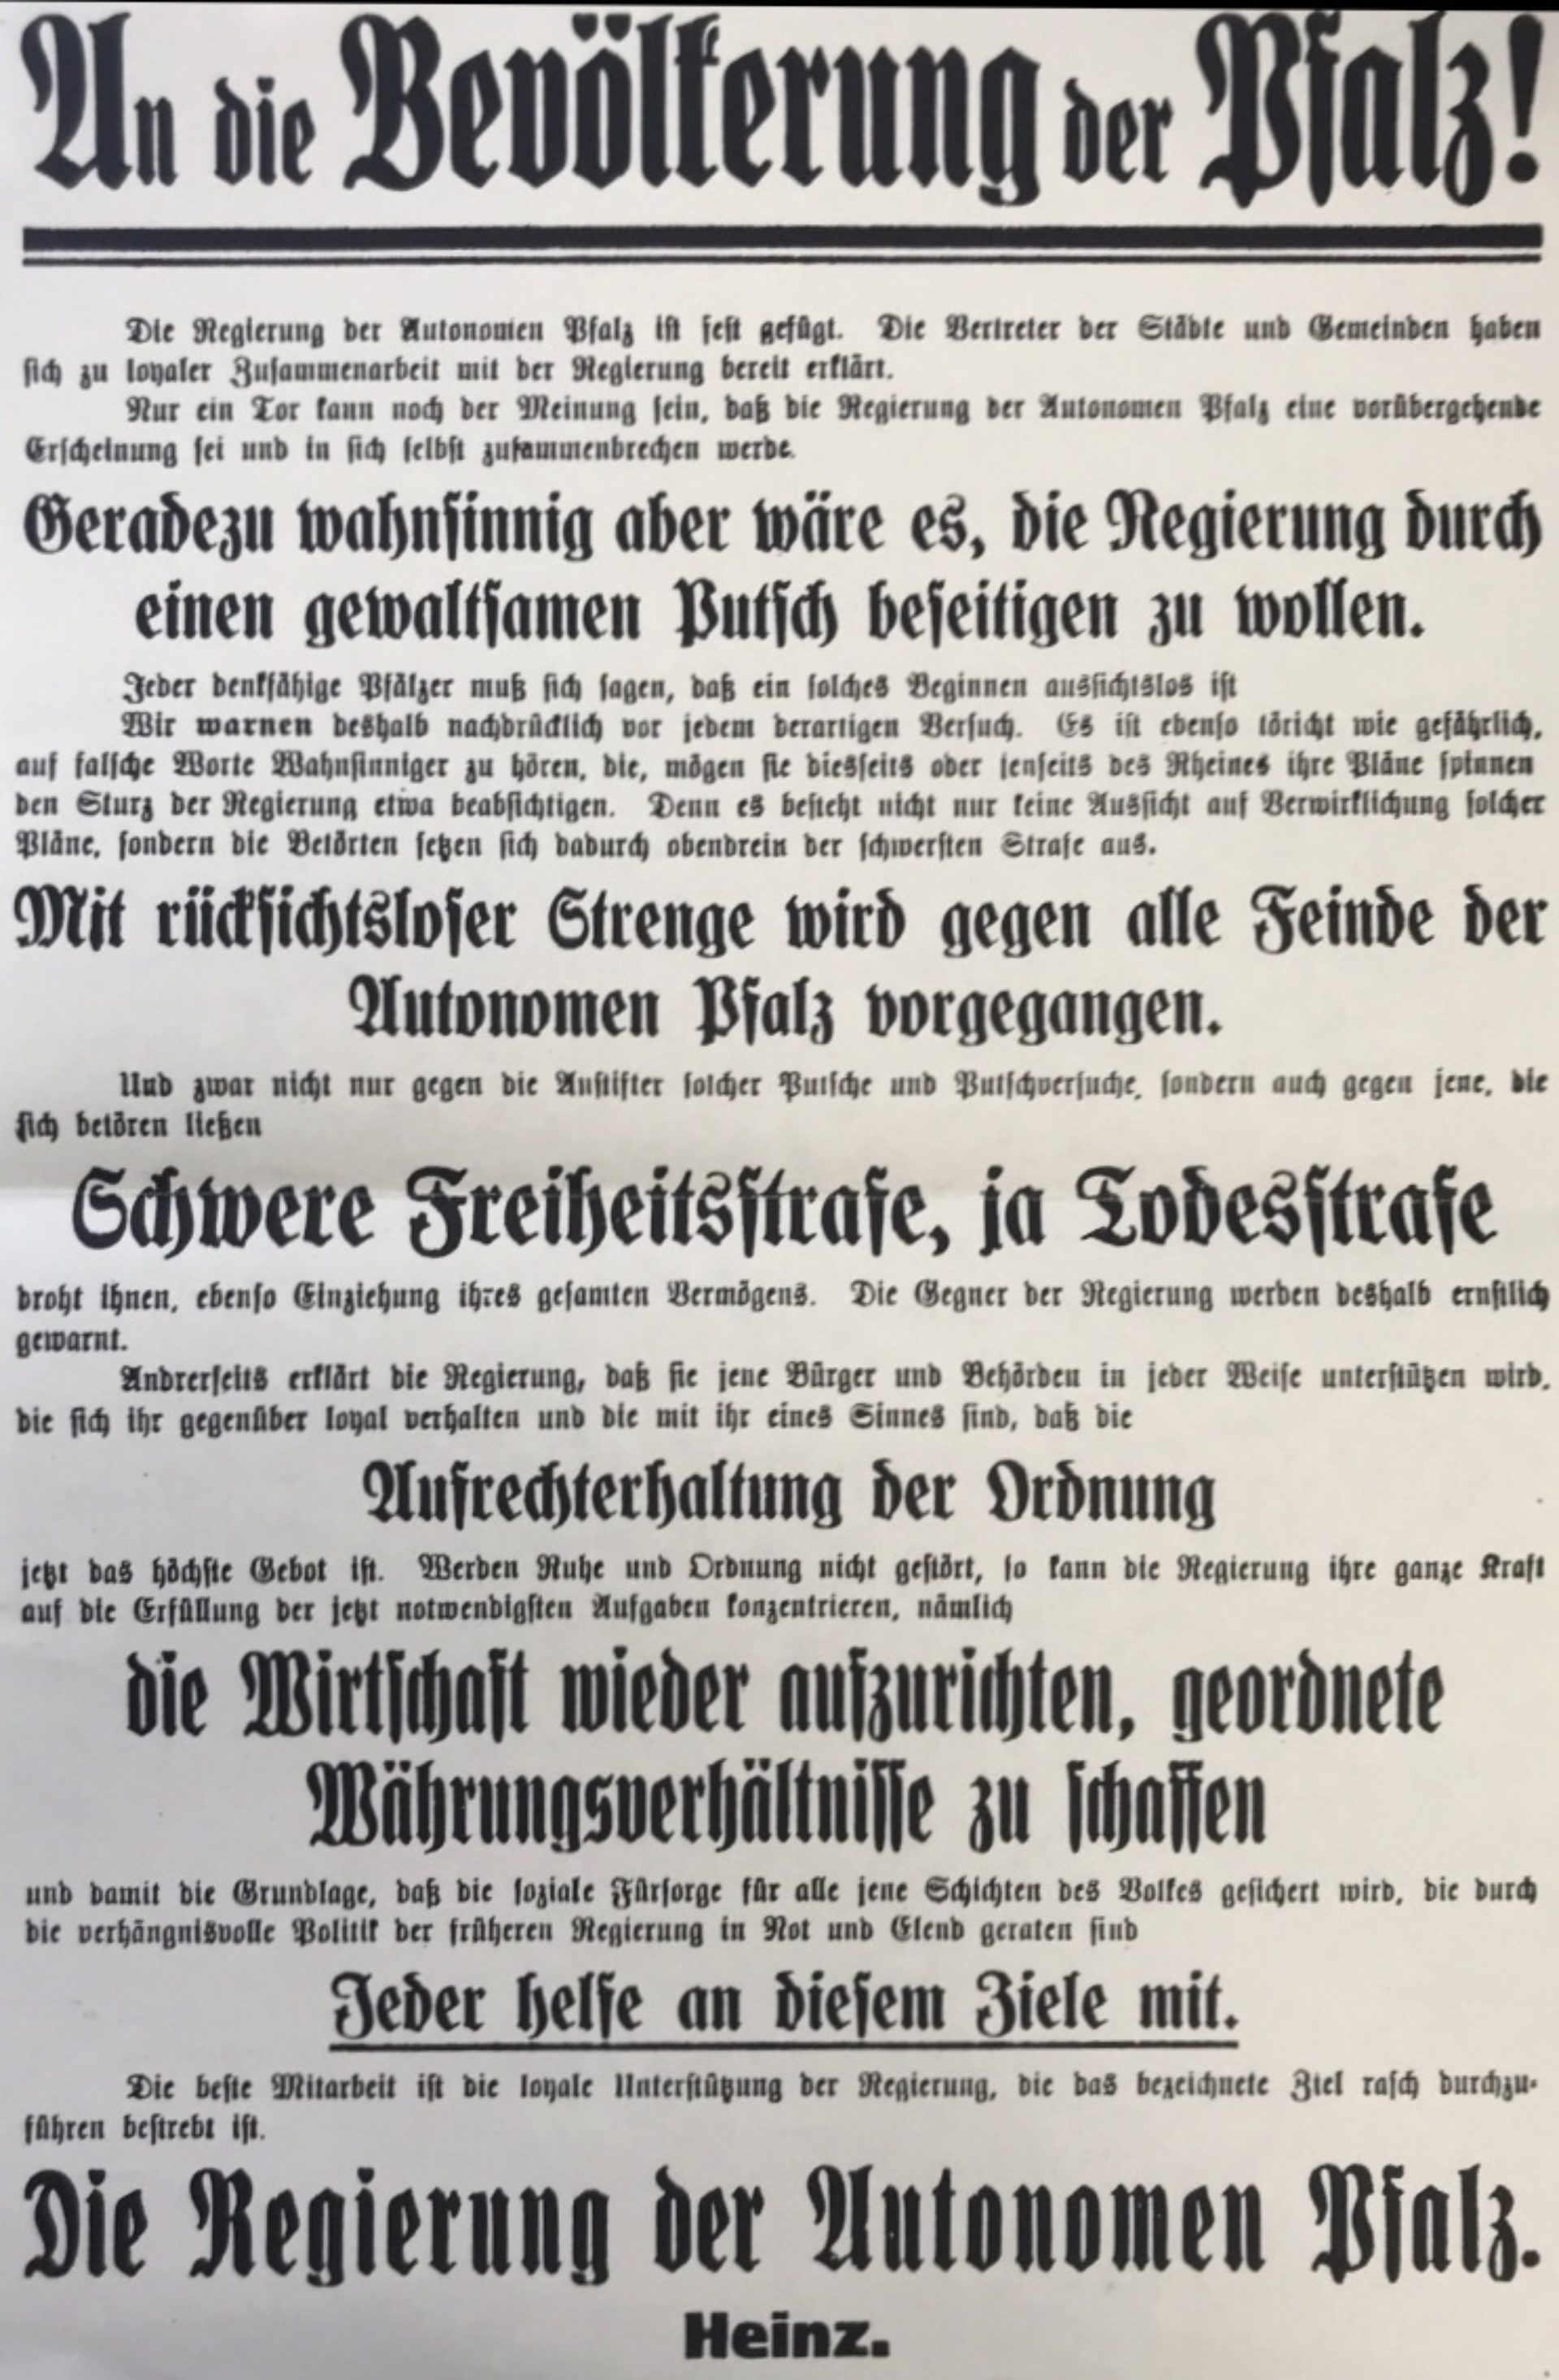 An die Bevölkerung der Pfalz!
Die Regierung der Autonomen Pfalz ist fest gefügt. Die Vertreter der Städte und Gemeinden haben
sich zu loyaler Zusammenarbeit mit der Regierung bereit erklärt.
Nur ein Tor kann noch der Meinung sein, daß die Regierung der Autonomen Pfalz eine vorübergehende
Erscheinung sei und in sich selbst zusammenbrechen werde.
Geradezu wahnsinnig aber wäre es, die Regierung durch
einen gewaltsamen Putsch beseitigen zu wollen.
Jeder denkfähige Pfälzer muß sich sagen, daß ein solches Beginnen aussichtslos ist
Wir warnen deshalb nachdrücklich vor jedem derartigen Versuch. Es ist ebenso töricht wie gefährlich,
auf falsche Worte Wahnsinniger zu hören, die, mögen sie diesseits oder jenseits des Rheines ihre Pläne spinnen
den Sturz der Regierung etwa beabsichtigen. Denn es besteht nicht nur keine Aussicht auf Verwirklichung solcher
Pläne, sondern die Betörten setzen sich dadurch obendrein der schwersten Strafe aus.
Mit rücksichtsloser Strenge wird gegen alle Feinde der
Autonomen Pfalz vorgegangen.
Und zwar nicht nur gegen die Anstifter solcher Putsche und Putschversuche, sondern auch gegen jene, die
sich betören ließen
Schwere Freiheitsstrafe, ja Todesstrafe
droht ihnen, ebenso Einziehung ihres gesamten Vermögens. Die Gegner der Regierung werden deshalb ernstlich
gewarnt.
Andrerseits erklärt die Regierung, daß sie jene Bürger und Behörden in jeder Weise unterstützen wird,
die sich ihr gegenüber loyal verhalten und die mit ihr eines Sinnes sind, daß die
Aufrechterhaltung der Ordnung
jetzt das höchste Gebot ist. Werden Ruhe und Ordnung nicht gestört, so kann die Regierung ihre ganze Kraft
auf die Erfüllung der jetzt notwendigsten Aufgaben konzentrieren, nämlich
die Wirtschaft wieder aufzurichten, geordnete
Währungsverhältnisse zu schaffen
und damit die Grundlage, daß die soziale Fürsorge für alle jene Schichten des Volkes gesichert wird, die durch
die verhängnisvolle Politik der früheren Regierung in Not und Elend geraten sind
Jeder helfe an diesem Ziele mit.
Die beste Mitarbeit ist die loyale Unterstützung der Regierung, die das bezeichnete Ziel rasch durchzu-
führen bestrebt ist.
Die Regierung der Autonomen Pfalz.
Heinz.